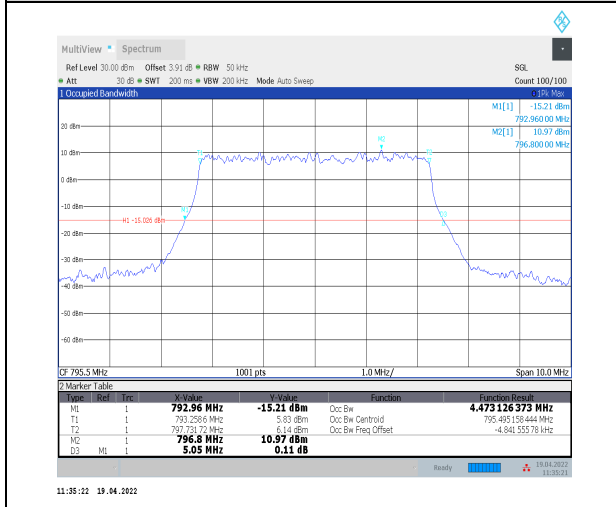 MultiView Spectrum
Ref Level 30.00 dBm Offset 3.91 dB RBW 50 kHz SGL
Att 30 dB SWT 200 ms VBW 200 kHz Mode Auto Sweep Count 100/100
1 Occupied Bandwidth 1Pk Max
M1[1] -15.21 dBm
792.960 00 MHz
M2[1] 10.97 dBm
796.800 00 MHz
20 dBm
M2
10 dBm
T1
T2
0 dBm
-10 dBm
M1
D3
H1 -15.026 dBm
-20 dBm
-30 dBm
-40 dBm
-50 dBm
-60 dBm
CF 795.5 MHz 1001 pts 1.0 MHz/ Span 10.0 MHz
2 Marker Table
Type Ref Trc X-Value Y-Value Function Function Result
M1 1 792.96 MHz -15.21 dBm Occ Bw 4.473 126 373 MHz
T1 1 793.2586 MHz 5.83 dBm Occ Bw Centroid 795.495 158 444 MHz
T2 1 797.731 72 MHz 6.14 dBm Occ Bw Freq Offset -4.841 555 78 kHz
M2 1 796.8 MHz 10.97 dBm
D3 M1 1 5.05 MHz 0.11 dB
Ready 19.04.2022
11:35:21
11:35:22 19.04.2022